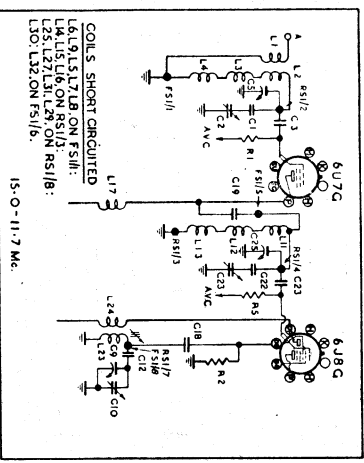 COILS SHORT CIRCUITED
L6,L9,L5,L7,L8,ON FS1/1:
L14,L15,L16,ON RS1/3:
L25,L27,L31,L29,ON RS1/8:
L30,L32,ON FS1/6.
15·0-11·7 Mc.
A
L1
L2
L3
L4
FS1/1
RS1/2
C5
C2
C1
C3
AVC
R1
6U7G
L17
FS1/5
C19
RS1/3
L13
L12
L11
C25
RS1/4
C23
C22
C23
AVC
R5
6J8G
L24
L23
C9
C12
RS1/7
FS1/8
C10
C18
R2